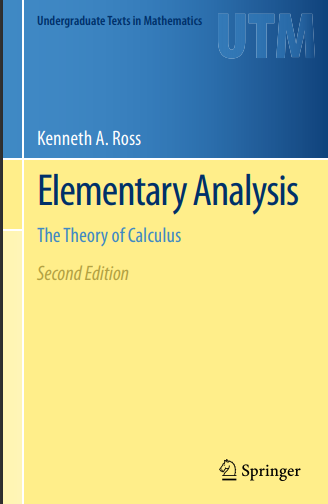 Undergraduate Texts in Mathematics
UTM
Kenneth A. Ross
Elementary Analysis
The Theory of Calculus
Second Edition
Springer